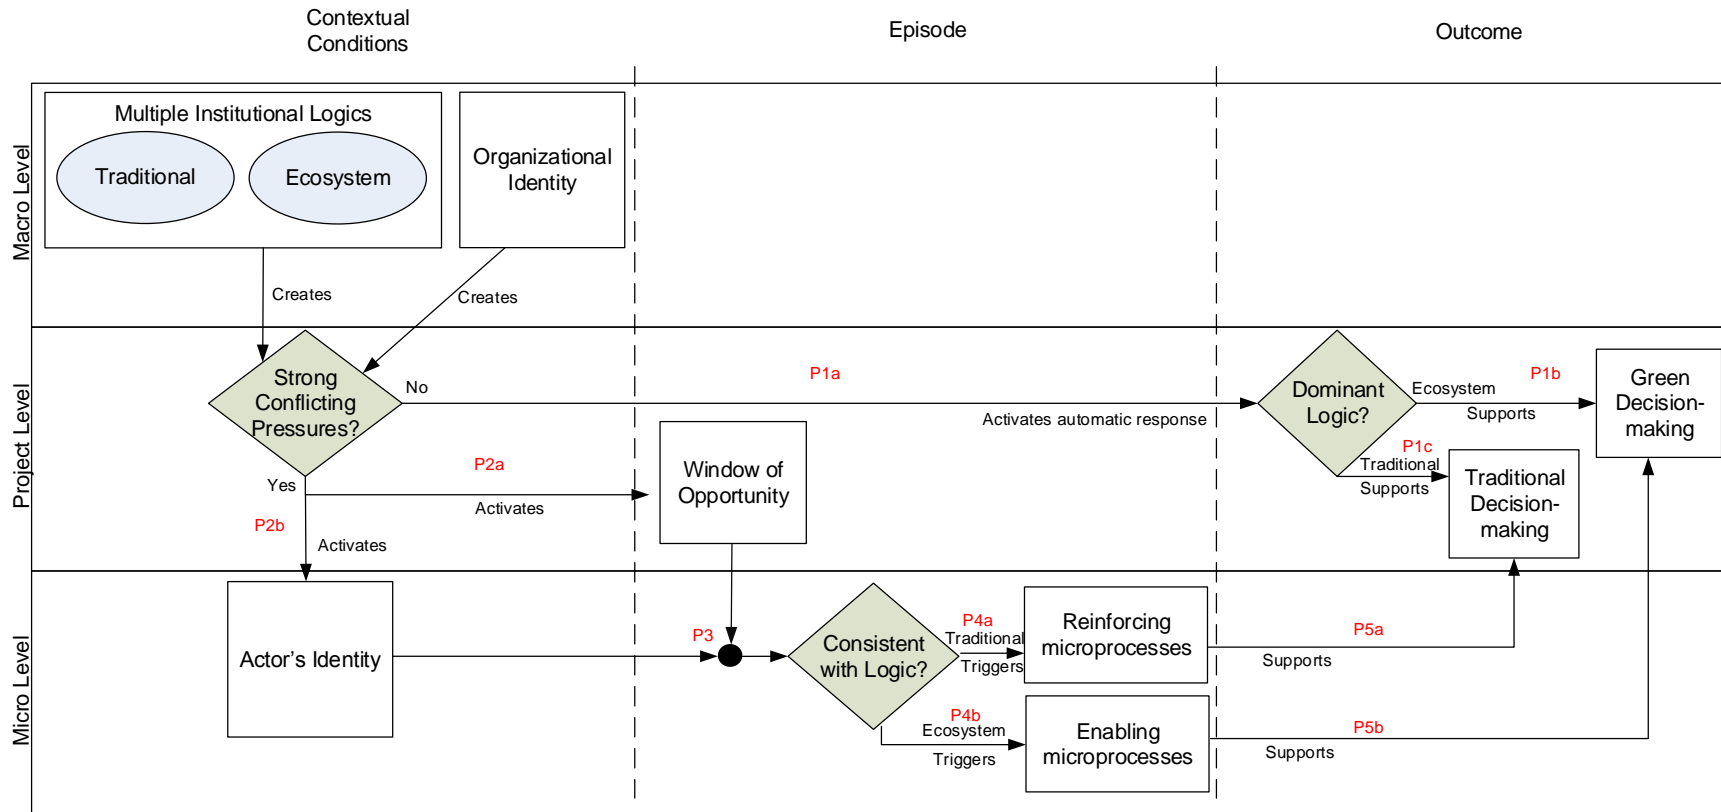 Contextual
Conditions
Episode
Outcome
Macro Level
Multiple Institutional Logics
Traditional
Ecosystem
Organizational
Identity
Creates
Creates
Project Level
Strong
Conflicting
Pressures?
No
P1a
Activates automatic response
Dominant
Logic?
Ecosystem
P1b
Supports
Green
Decision-
making
P1c
Traditional
Supports
Traditional
Decision-
making
Yes
P2a
Activates
Window of
Opportunity
P2b
Activates
Micro Level
Actor's Identity
P3
Consistent
with Logic?
P4a
Traditional
Triggers
Reinforcing
microprocesses
P5a
Supports
P4b
Ecosystem
Triggers
Enabling
microprocesses
P5b
Supports